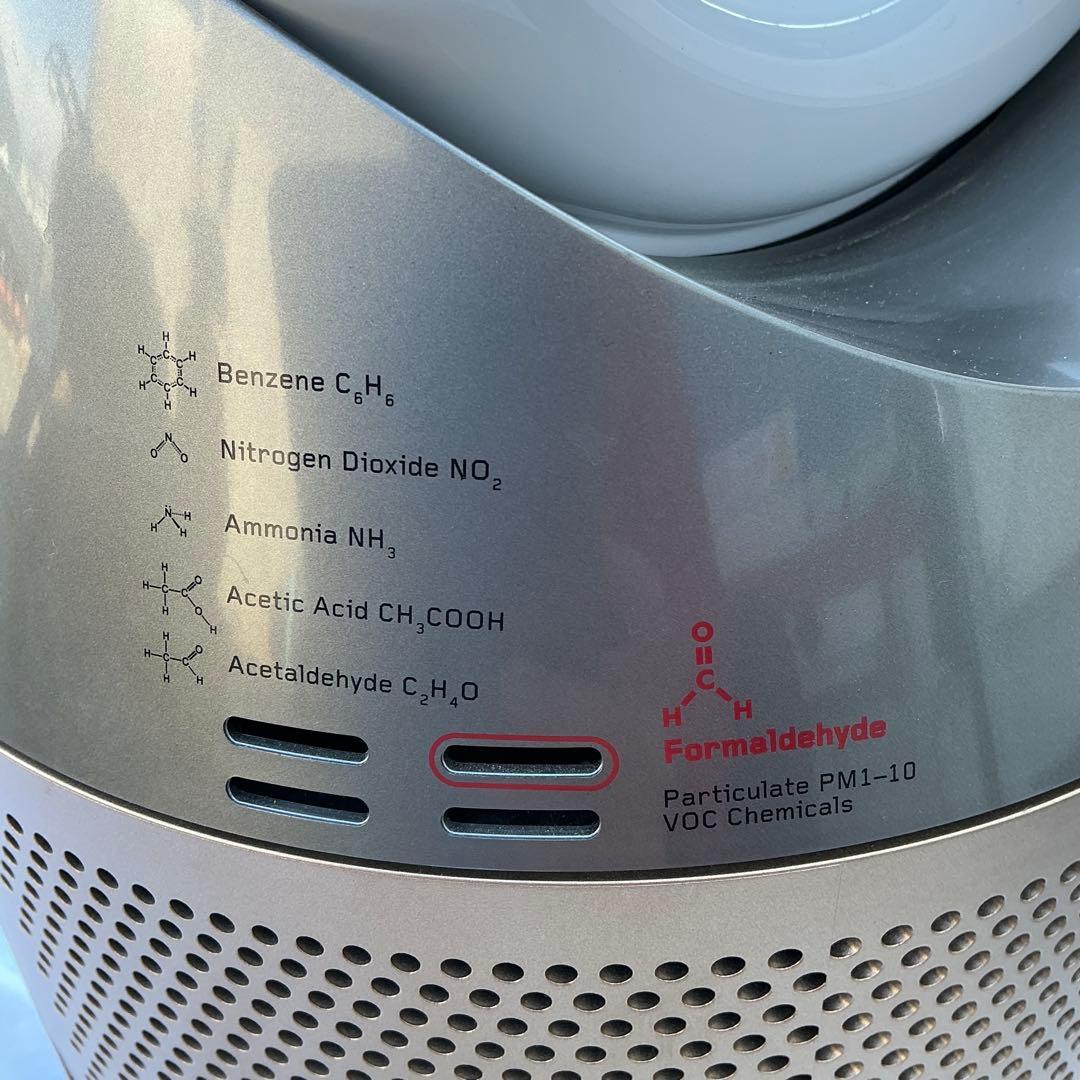 Benzene C₆H₆
Nitrogen Dioxide NO₂
Ammonia NH₃
Acetic Acid CH₃COOH
Acetaldehyde C₂H₄O
O
C
H H
Formaldehyde
Particulate PM1–10
VOC Chemicals